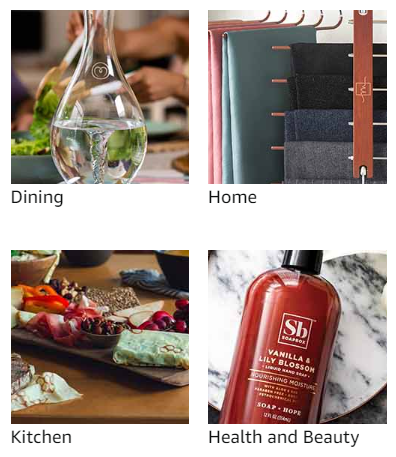 Dining
Home
Kitchen
Sb
SOAPBOX
VANILLA &
LILY BLOSSOM
• LIQUID HAND SOAP •
NOURISHING MOISTURE
SOAP = HOPE
Health and Beauty